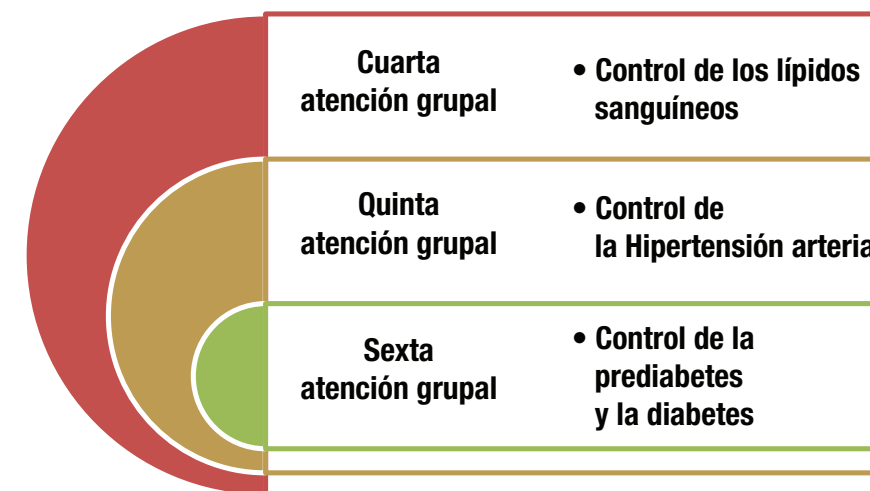 Cuarta
atención grupal
• Control de los lípidos
sanguíneos
Quinta
atención grupal
• Control de
la Hipertensión arteria
Sexta
atención grupal
• Control de la
prediabetes
y la diabetes